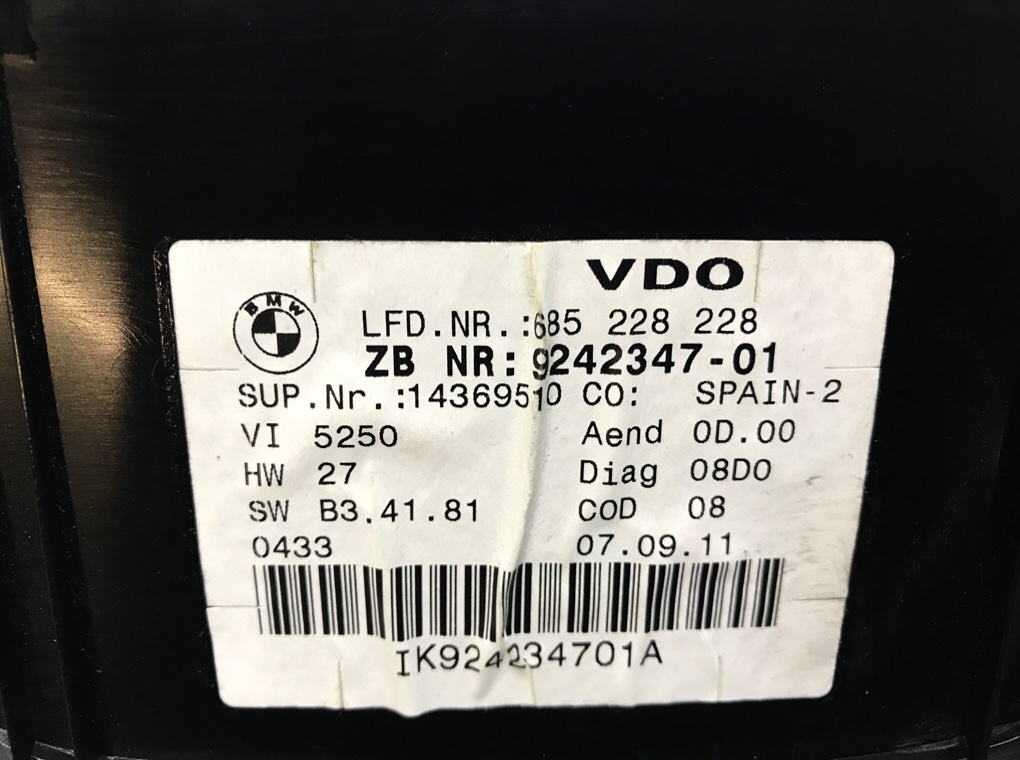 VDO
BMW
LFD.NR.:685 228 228
ZB NR:9242347-01
SUP.Nr.:14369510 CO: SPAIN-2
VI 5250 Aend 0D.00
HW 27 Diag 08D0
SW B3.41.81 COD 08
0433 07.09.11
IK924234701A